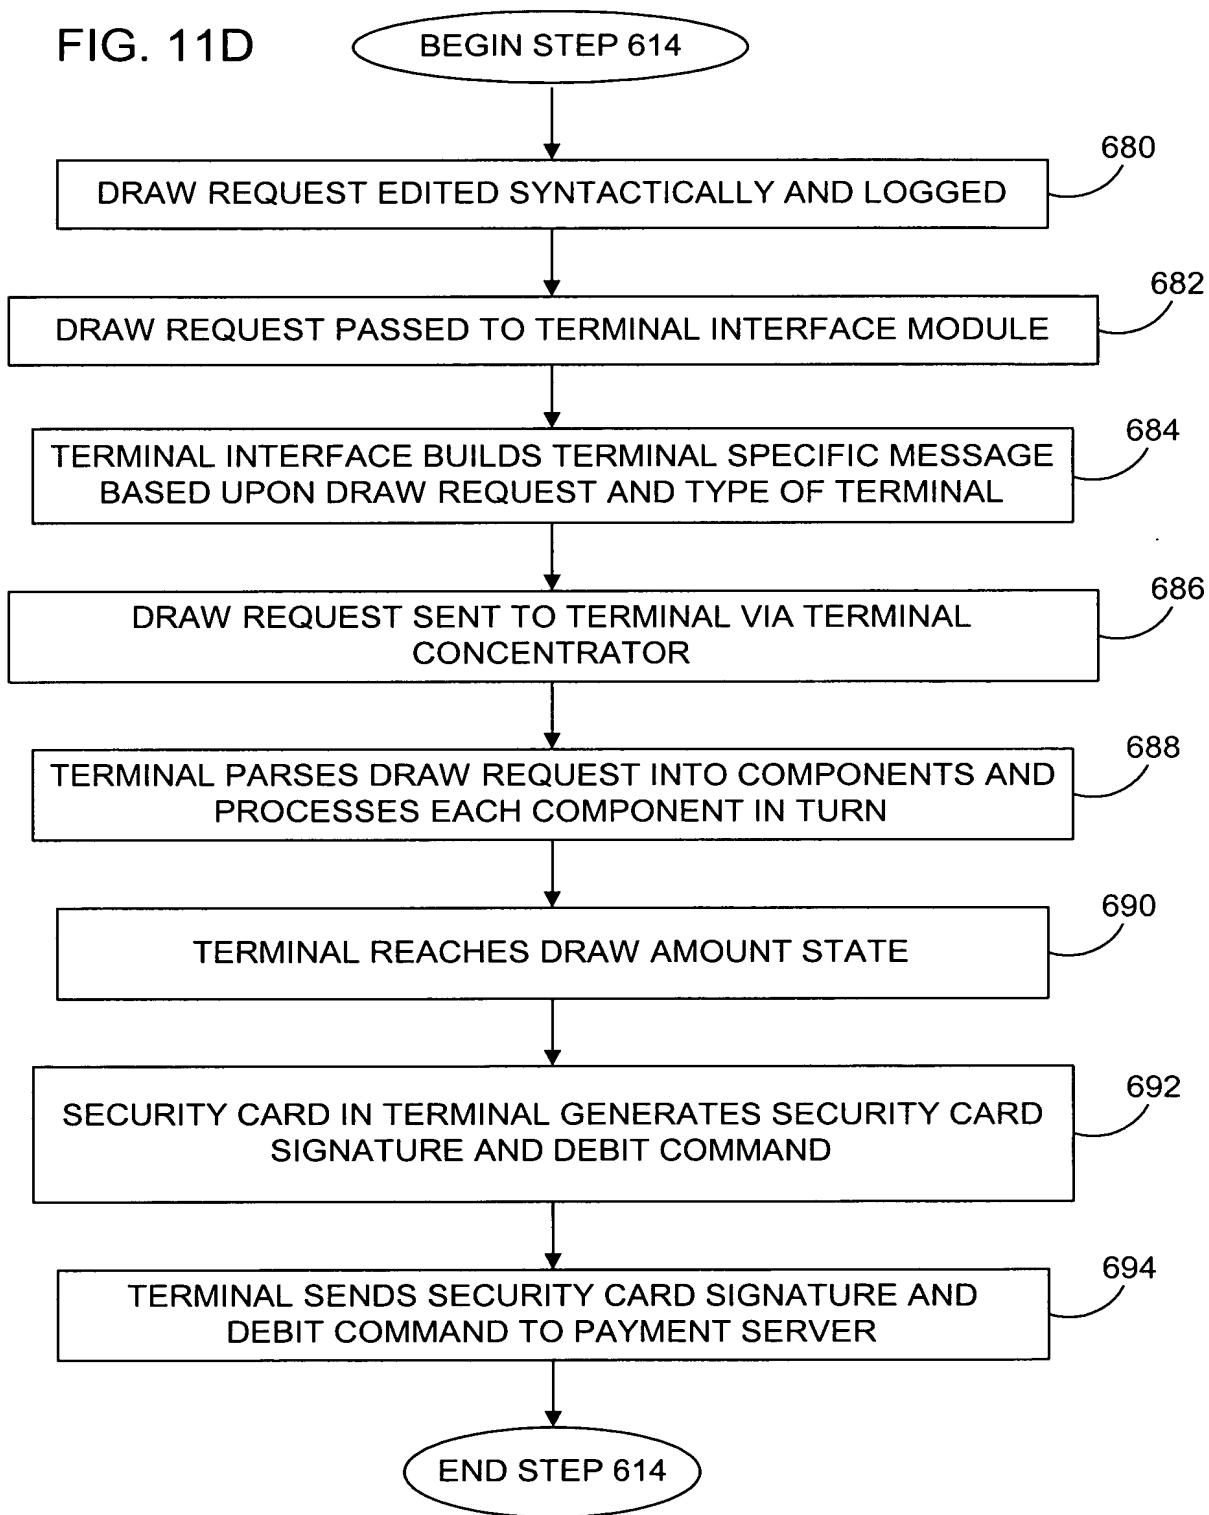 FIG. 11D
BEGIN STEP 614
680
DRAW REQUEST EDITED SYNTACTICALLY AND LOGGED
682
DRAW REQUEST PASSED TO TERMINAL INTERFACE MODULE
684
TERMINAL INTERFACE BUILDS TERMINAL SPECIFIC MESSAGE
BASED UPON DRAW REQUEST AND TYPE OF TERMINAL
686
DRAW REQUEST SENT TO TERMINAL VIA TERMINAL
CONCENTRATOR
688
TERMINAL PARSES DRAW REQUEST INTO COMPONENTS AND
PROCESSES EACH COMPONENT IN TURN
690
TERMINAL REACHES DRAW AMOUNT STATE
692
SECURITY CARD IN TERMINAL GENERATES SECURITY CARD
SIGNATURE AND DEBIT COMMAND
694
TERMINAL SENDS SECURITY CARD SIGNATURE AND
DEBIT COMMAND TO PAYMENT SERVER
END STEP 614